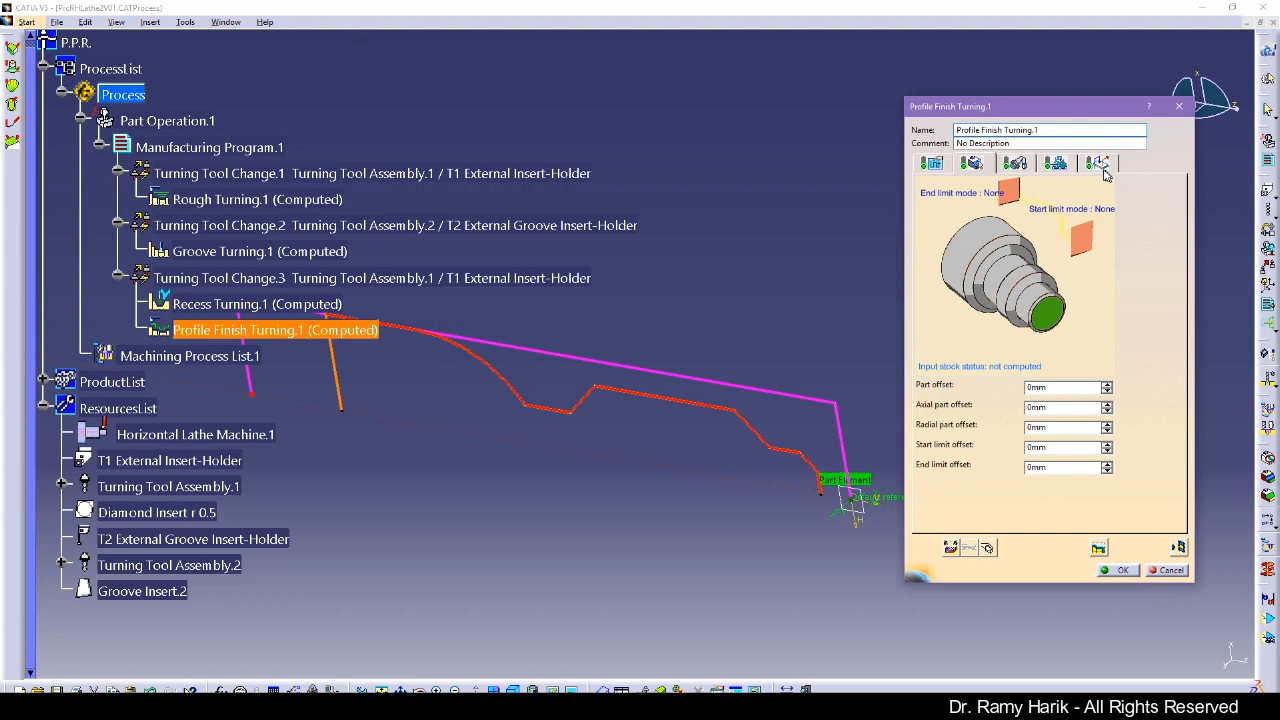 CATIA V5 - [PrcRHLathe2V01.CATProcess]
Start File Edit View Insert Tools Window Help
P.P.R.
ProcessList
Process
Part Operation.1
Manufacturing Program.1
Turning Tool Change.1 Turning Tool Assembly.1 / T1 External Insert-Holder
Rough Turning.1 (Computed)
Turning Tool Change.2 Turning Tool Assembly.2 / T2 External Groove Insert-Holder
Groove Turning.1 (Computed)
Turning Tool Change.3 Turning Tool Assembly.1 / T1 External Insert-Holder
Recess Turning.1 (Computed)
Profile Finish Turning.1 (Computed)
Machining Process List.1
ProductList
ResourcesList
Horizontal Lathe Machine.1
T1 External Insert-Holder
Turning Tool Assembly.1
Diamond Insert r 0.5
T2 External Groove Insert-Holder
Turning Tool Assembly.2
Groove Insert.2
Part Element
Profile Finish Turning.1
?
Name: Profile Finish Turning.1
Comment: No Description
End limit mode : None
Start limit mode : None
Input stock status: not computed
Part offset: 0mm
Axial part offset: 0mm
Radial part offset: 0mm
Start limit offset: 0mm
End limit offset: 0mm
OK Cancel
Dr. Ramy Harik - All Rights Reserved